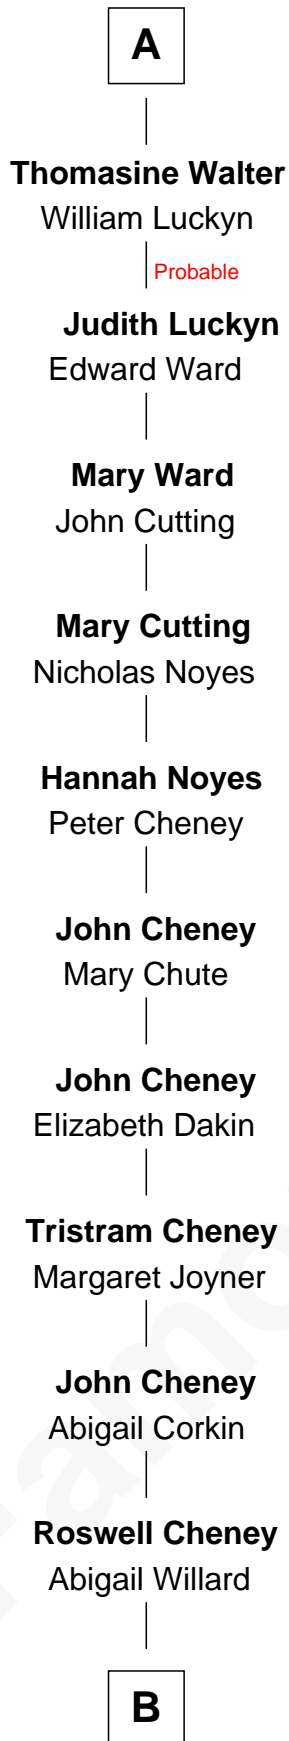 A
Thomasine Walter
William Luckyn
Probable
Judith Luckyn
Edward Ward
Mary Ward
John Cutting
Mary Cutting
Nicholas Noyes
Hannah Noyes
Peter Cheney
John Cheney
Mary Chute
John Cheney
Elizabeth Dakin
Tristram Cheney
Margaret Joyner
John Cheney
Abigail Corkin
Roswell Cheney
Abigail Willard
B